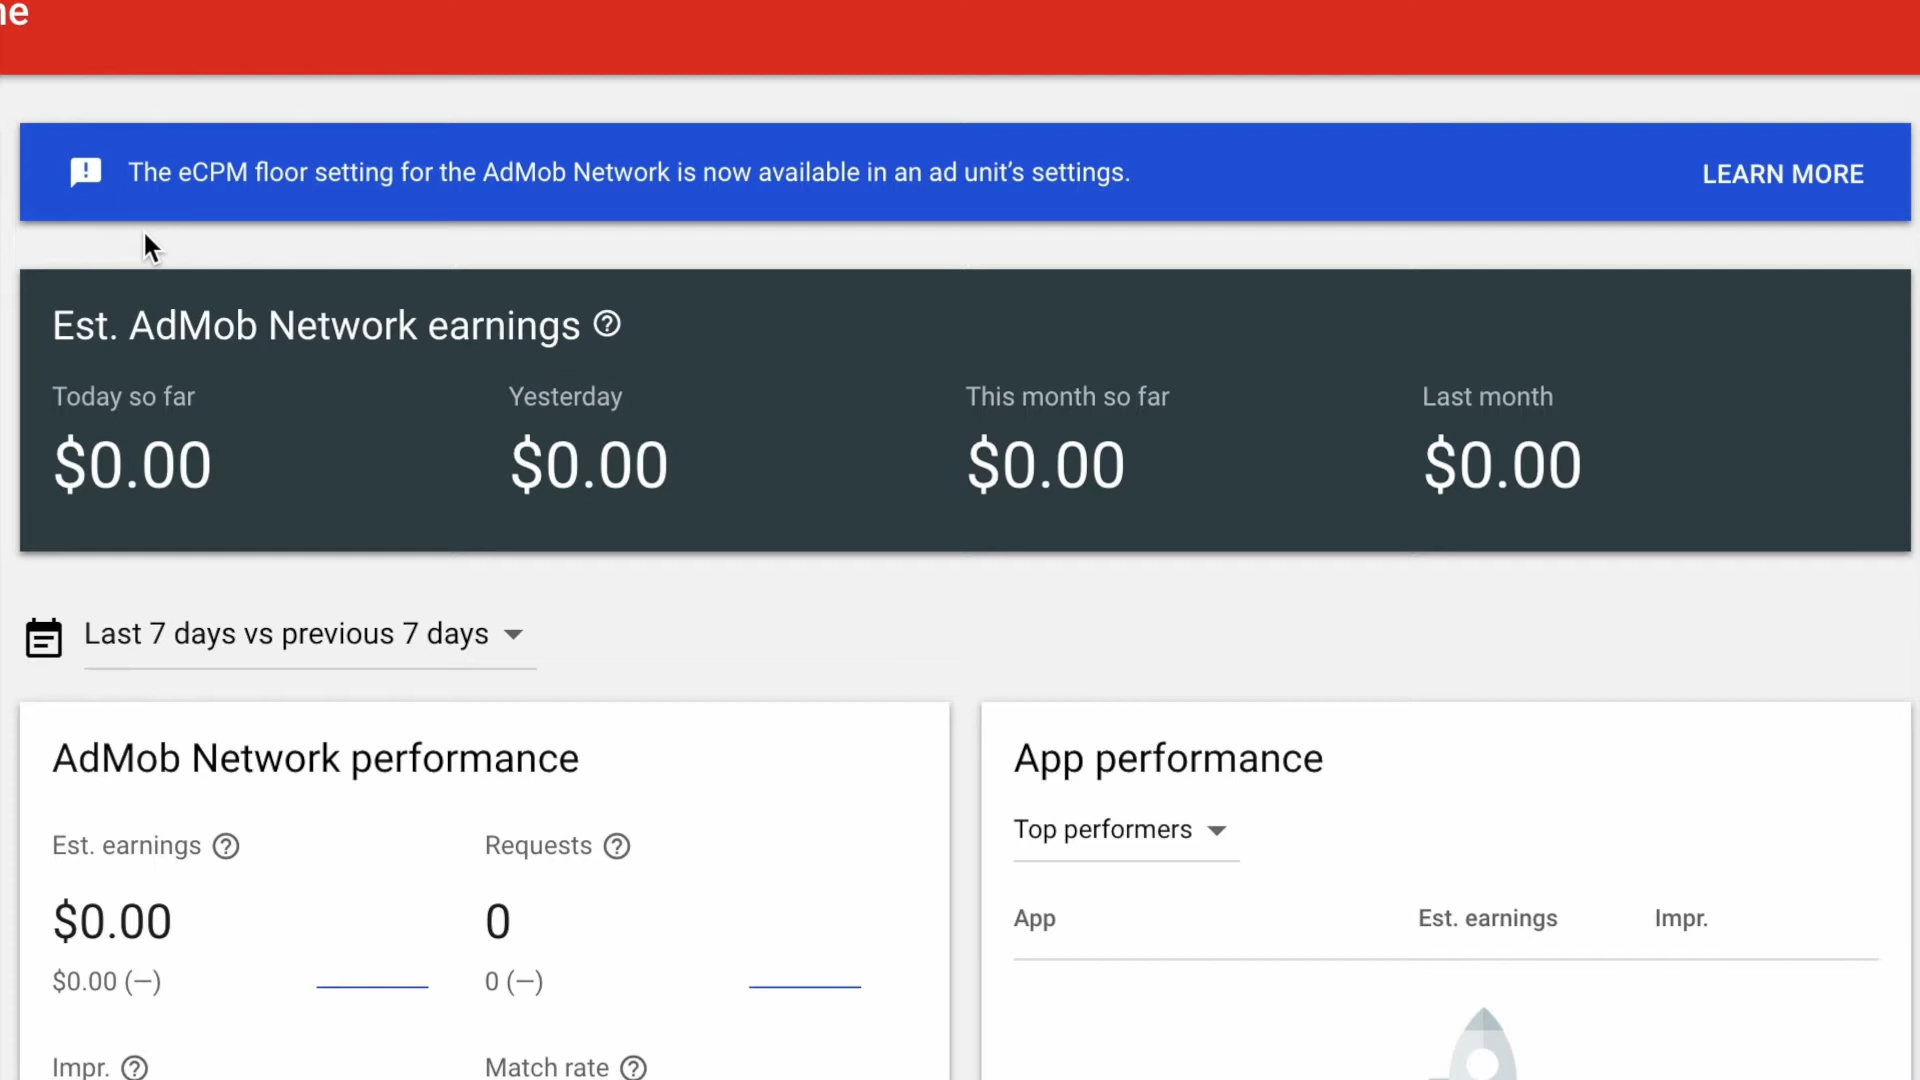 The eCPM floor setting for the AdMob Network is now available in an ad unit’s settings.
LEARN MORE
Est. AdMob Network earnings
Today so far
Yesterday
This month so far
Last month
$0.00
$0.00
$0.00
$0.00
Last 7 days vs previous 7 days
AdMob Network performance
Est. earnings
Requests
$0.00
0
$0.00 (—)
0 (—)
Impr.
Match rate
App performance
Top performers
App
Est. earnings
Impr.